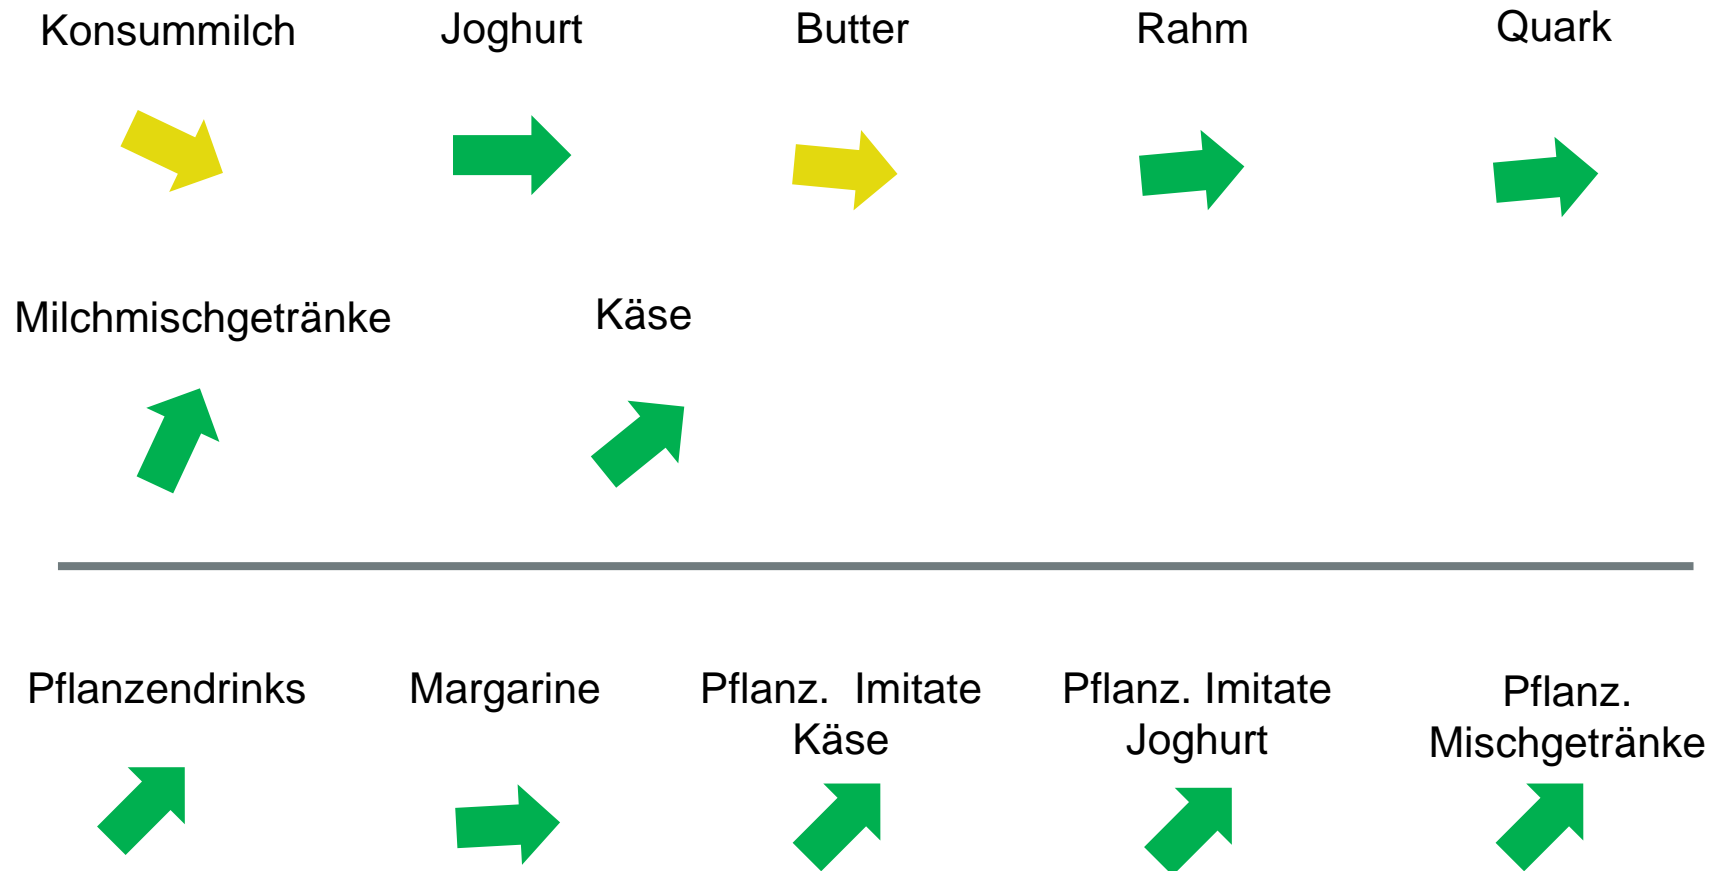 Konsummilch
Joghurt
Butter
Rahm
Quark
Milchmischgetränke
Käse
Pflanzendrinks
Margarine
Pflanz. Imitate
Käse
Pflanz. Imitate
Joghurt
Pflanz.
Mischgetränke